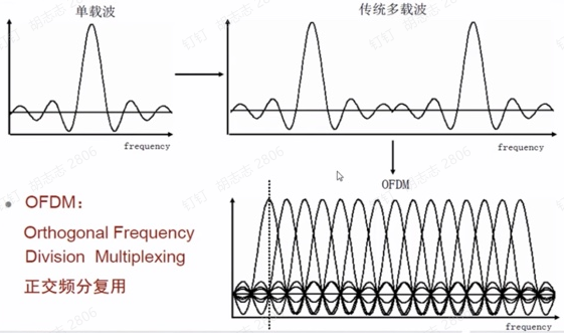 单载波
传统多载波
frequency
frequency
OFDM
OFDM：
Orthogonal Frequency
Division Multiplexing
正交频分复用
frequency
钉钉 胡志志 2806